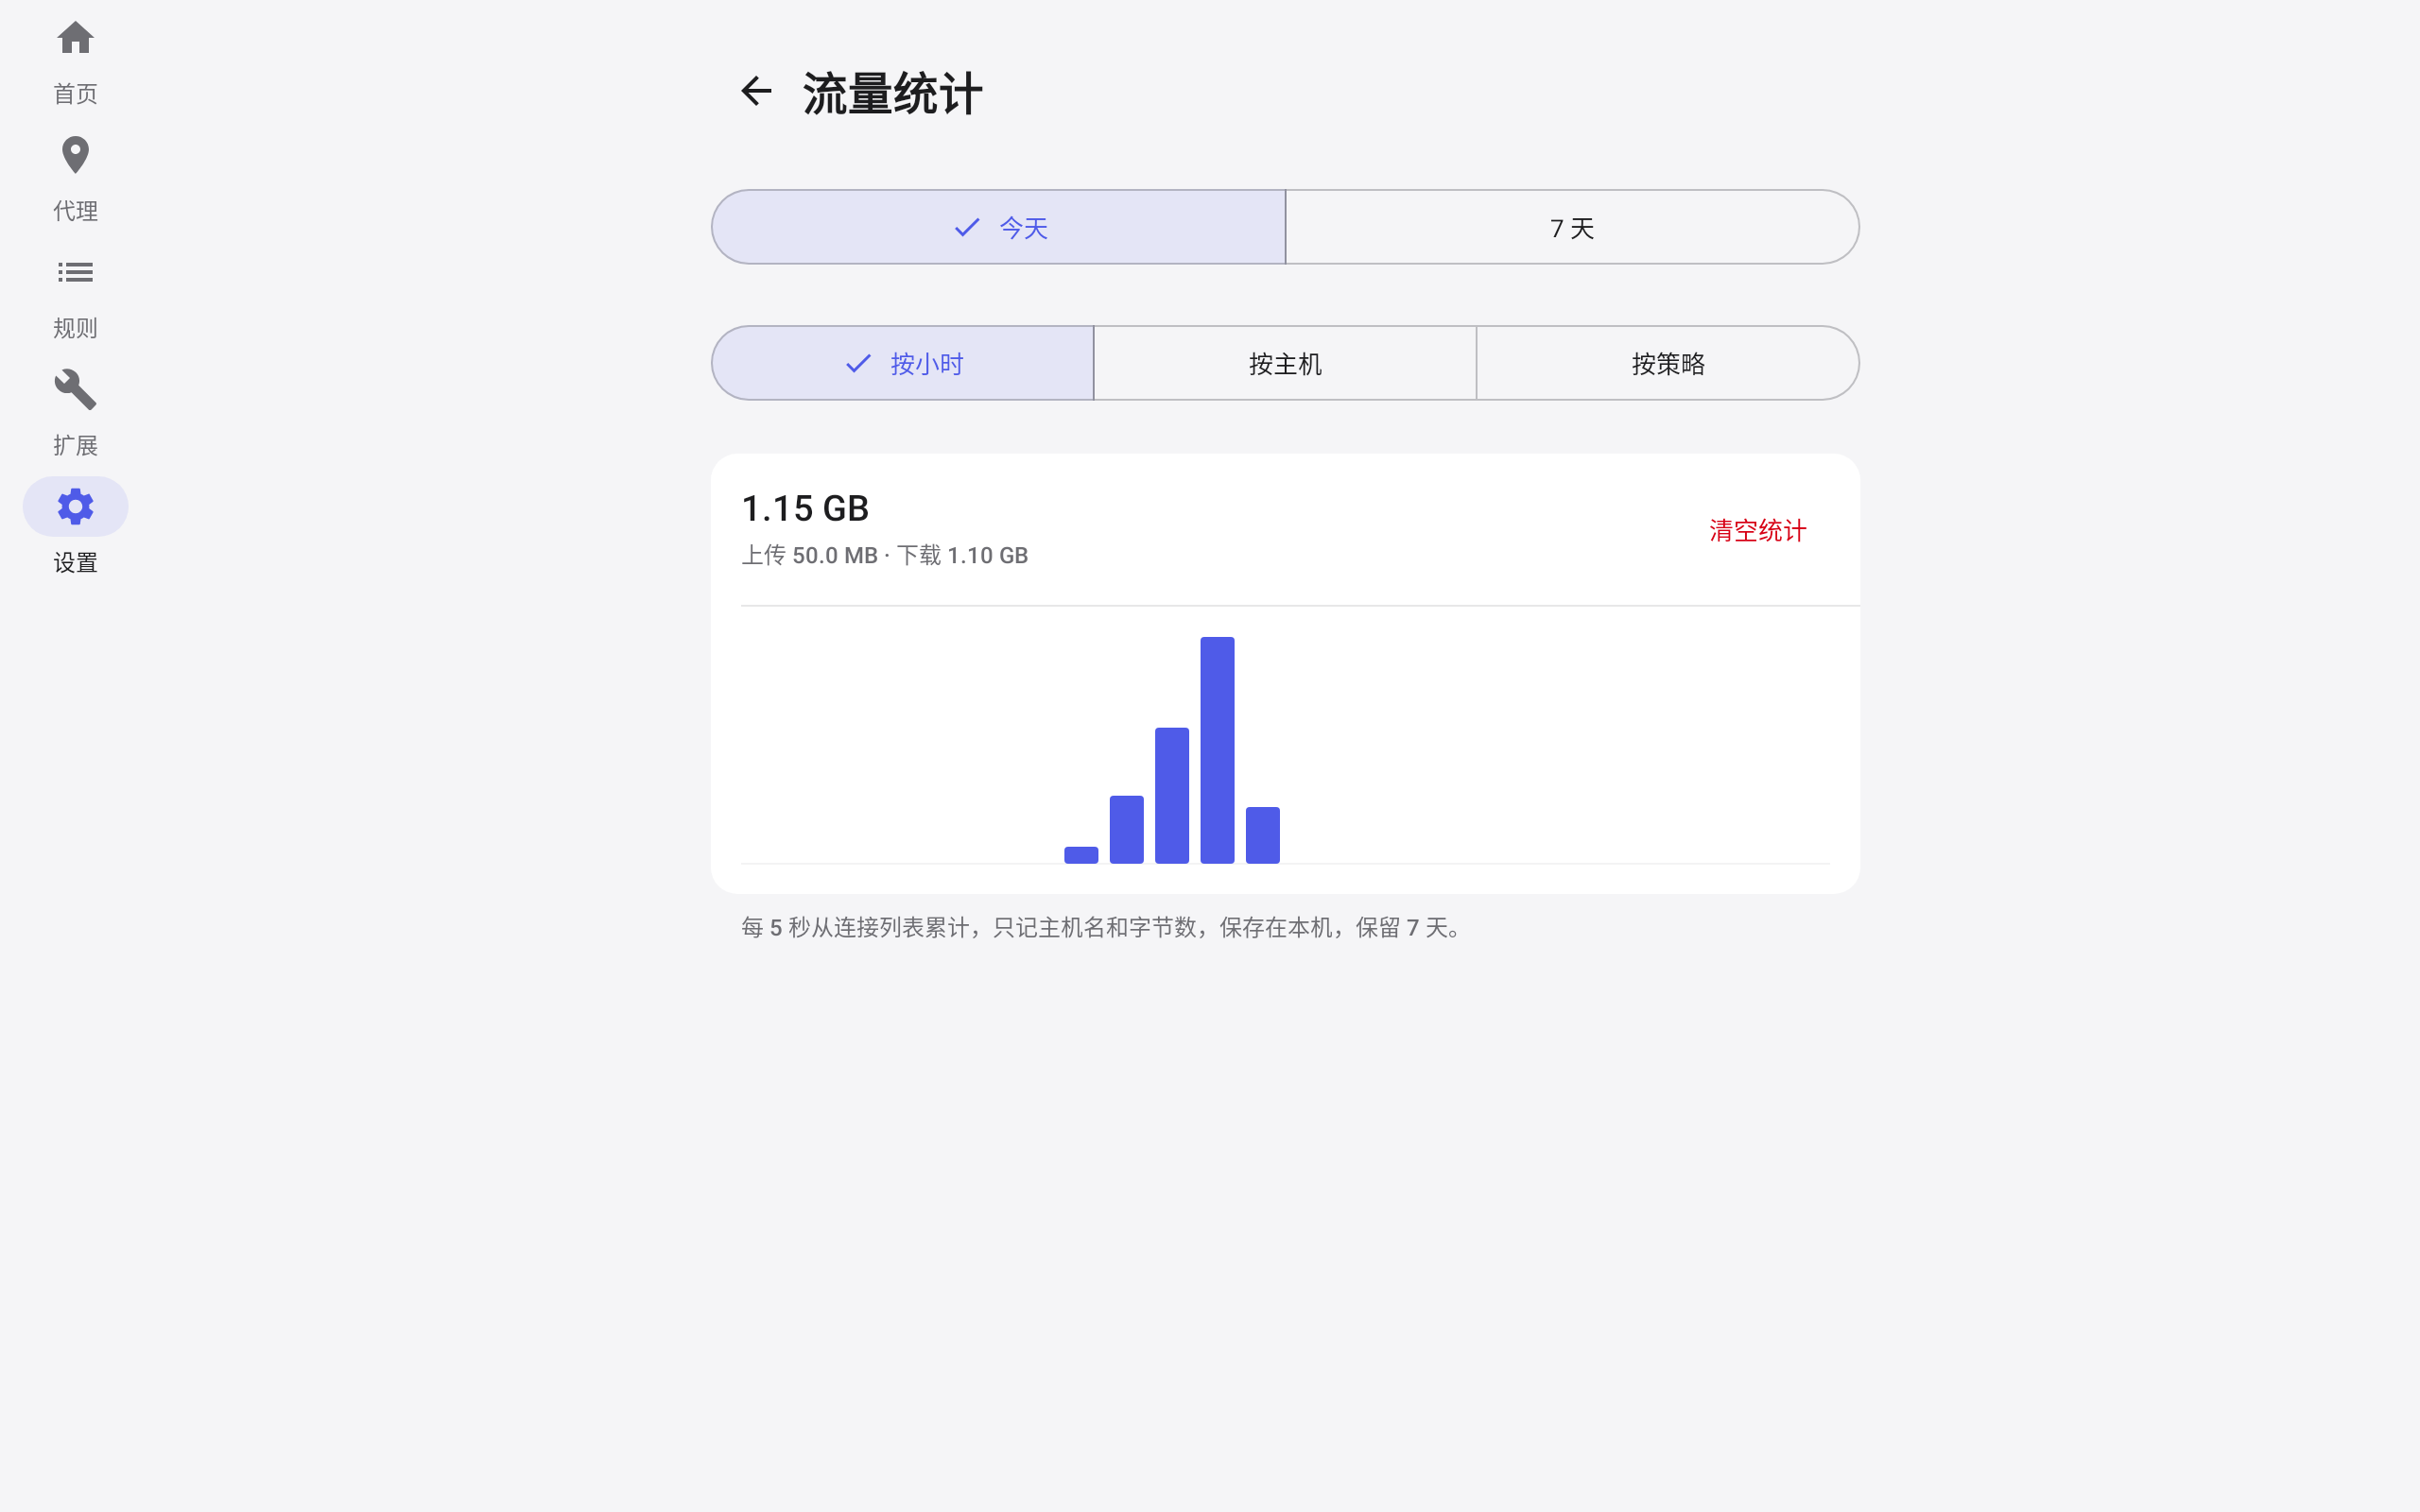 首页
代理
规则
扩展
设置
流量统计
今天
7 天
按小时
按主机
按策略
1.15 GB
上传 50.0 MB · 下载 1.10 GB
清空统计
每 5 秒从连接列表累计，只记主机名和字节数，保存在本机，保留 7 天。